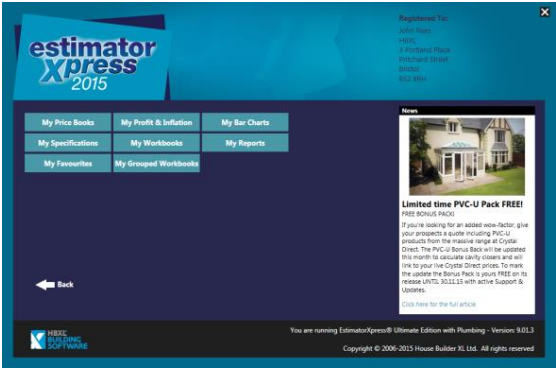 estimator
Xpress
2015
Registered To:
HBXL
3 Portland Place
Pritchard Street
Bristol
BS2 8RH
My Price Books
My Profit & Inflation
My Bar Charts
My Specifications
My Workbooks
My Reports
My Favourites
My Grouped Workbooks
Back
News
Limited time PVC-U Pack FREE!
FREE BONUS PACK!
If you're looking for an added wow-factor, give
your prospects a quote including PVC-U
products from the massive range at Crystal
Direct. The PVC-U Bonus Back will be updated
this month to calculate cavity closers and will
link to your live Crystal Direct prices. To mark
the update the Bonus Pack is yours FREE on its
release UNTIL 30.11.15 with active Support &
Updates.
Click here for the full article
HBXL
BUILDING
SOFTWARE
You are running EstimatorXpress® Ultimate Edition with Plumbing - Version: 9.01.3
Copyright © 2006-2015 House Builder XL Ltd. All rights reserved